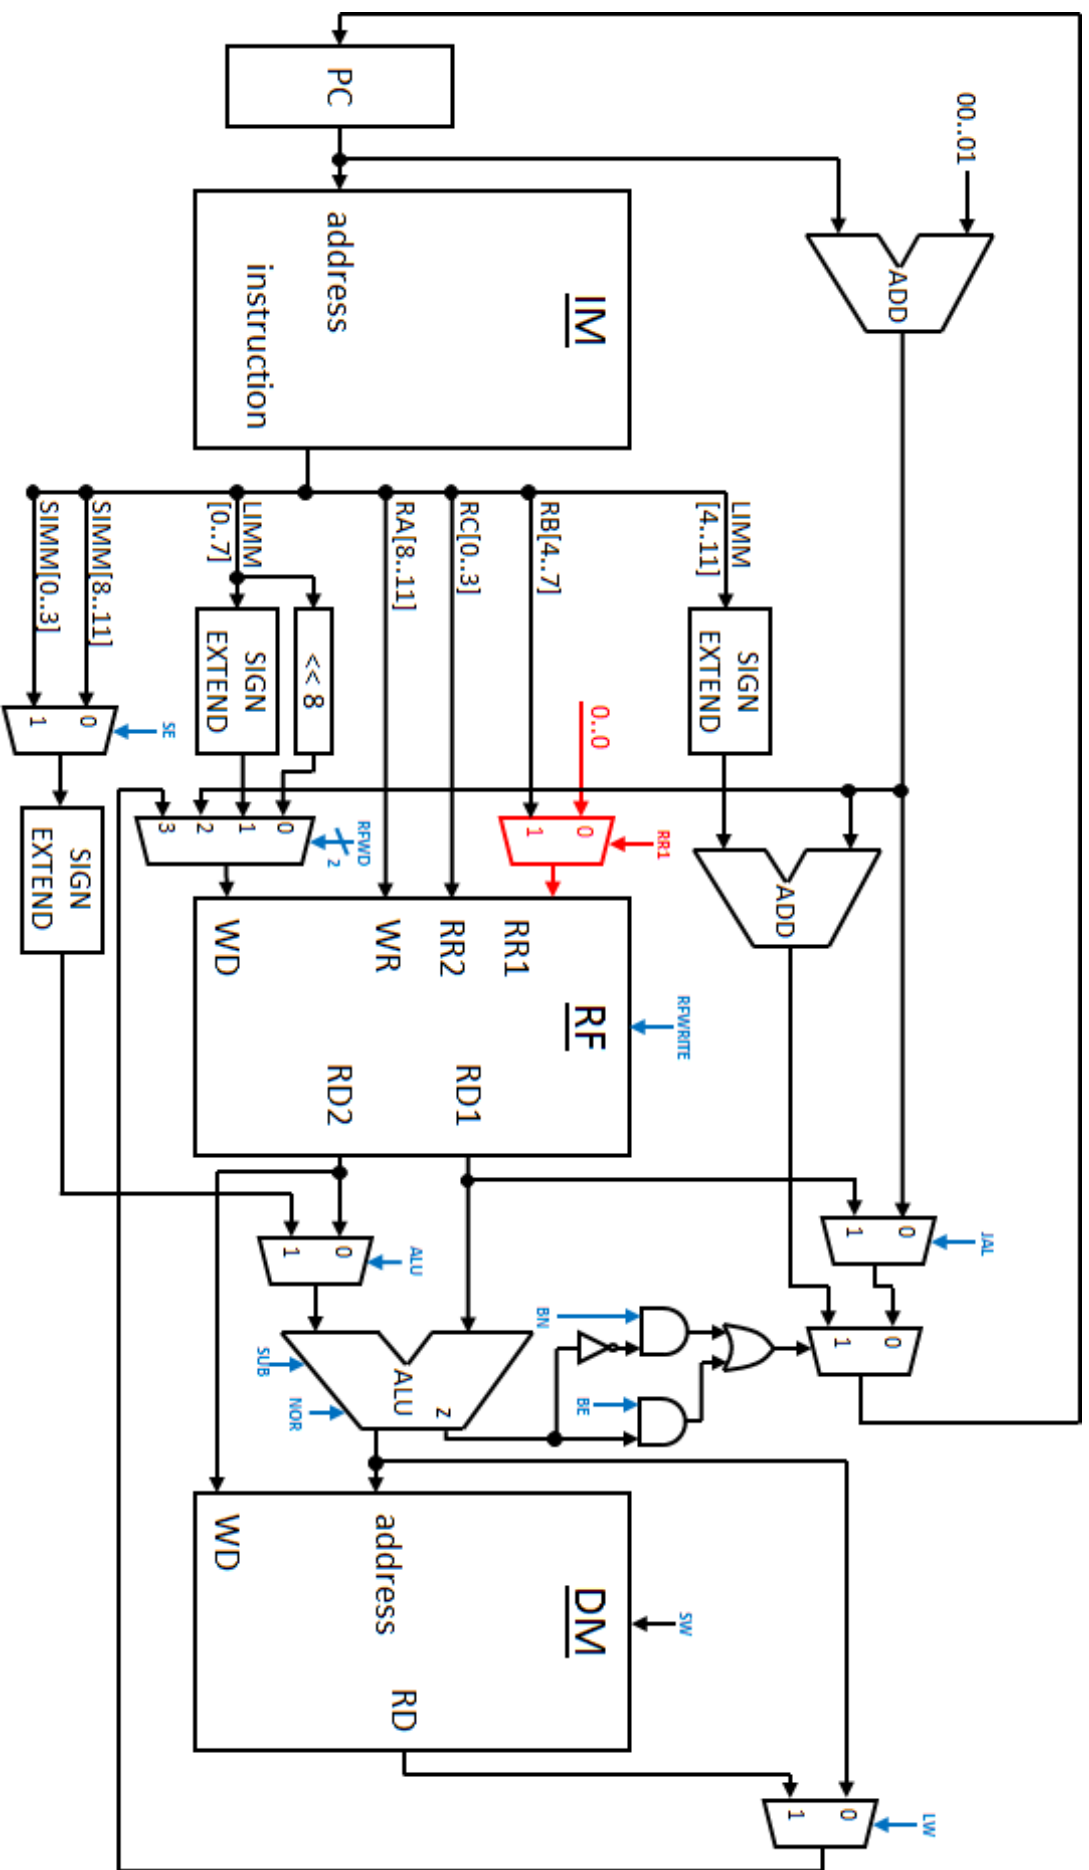 00..01
ADD
PC
IM
address
instruction
LIMM
[4..11]
SIGN
EXTEND
ADD
RB[4..7]
RC[0..3]
RA[8..11]
LIMM
[0..7]
SIMM[8..11]
SIMM[0..3]
0..0
0
1
RR1
<< 8
SIGN
EXTEND
0
1
2
3
RFWD
2
0
1
SE
SIGN
EXTEND
RF
RR1
RR2
WR
WD
RD1
RD2
RFWRITE
0
1
JAL
0
1
0
1
ALU
BN
BE
ALU
Z
SUB
NOR
DM
address
WD
RD
SW
0
1
LW